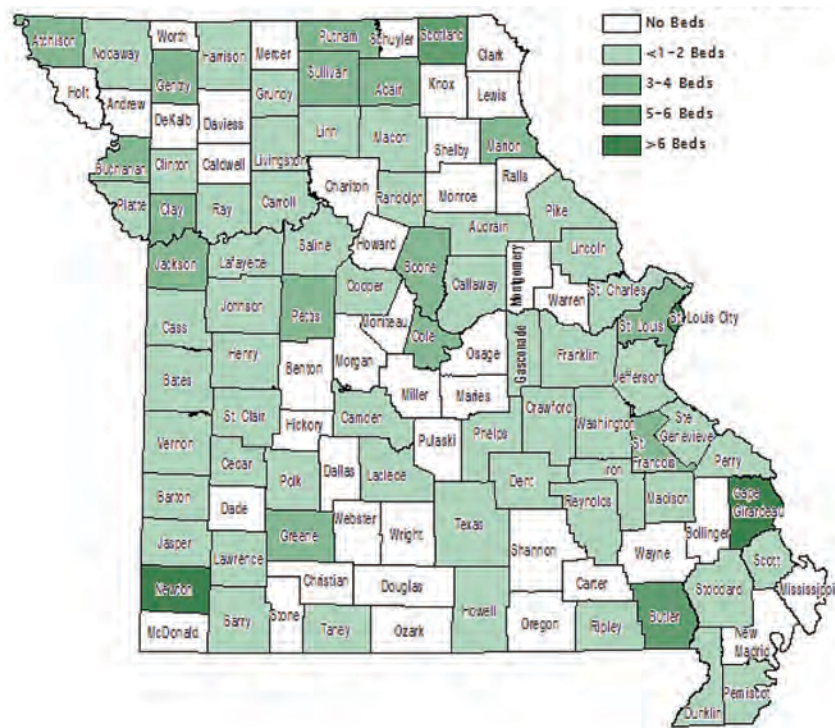 No Beds
<1-2 Beds
3-4 Beds
5-6 Beds
>6 Beds
Atchison
Nodaway
Worth
Harrison
Mercer
Putnam
Schuyler
Scotland
Clark
Holt
Andrew
Gentry
Grundy
Sullivan
Adair
Knox
Lewis
DeKalb
Daviess
Linn
Macon
Shelby
Marion
Buchanan
Clinton
Caldwell
Livingston
Chariton
Randolph
Monroe
Ralls
Platte
Clay
Ray
Carroll
Pike
Audrain
Jackson
Lafayette
Saline
Howard
Boone
Callaway
Montgomery
Lincoln
Warren
St Charles
St Louis
St Louis City
Cass
Johnson
Pettis
Cooper
Moniteau
Cole
Osage
Gasconade
Franklin
Jefferson
Bates
Henry
Benton
Morgan
Miller
Maries
Crawford
Washington
Ste
Genevieve
St
Francois
Perry
Vernon
St Clair
Hickory
Camden
Pulaski
Phelps
Dent
Iron
Madison
Cape
Girardeau
Barton
Cedar
Polk
Dallas
Laclede
Texas
Reynolds
Bollinger
Jasper
Dade
Greene
Webster
Wright
Shannon
Wayne
Scott
Mississippi
Newton
Lawrence
Christian
Douglas
Howell
Carter
Butler
Stoddard
New
Madrid
McDonald
Barry
Stone
Taney
Ozark
Oregon
Ripley
Dunklin
Pemiscot